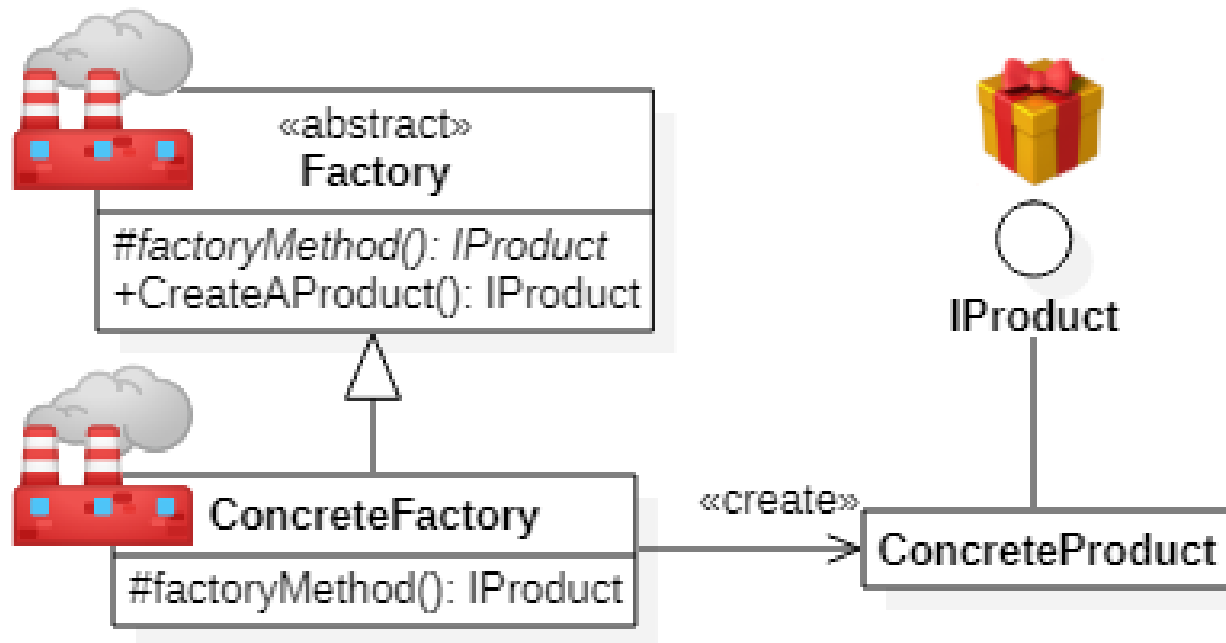 «abstract»
Factory
#factoryMethod(): IProduct
+CreateAProduct(): IProduct
IProduct
ConcreteFactory
#factoryMethod(): IProduct
«create»
ConcreteProduct